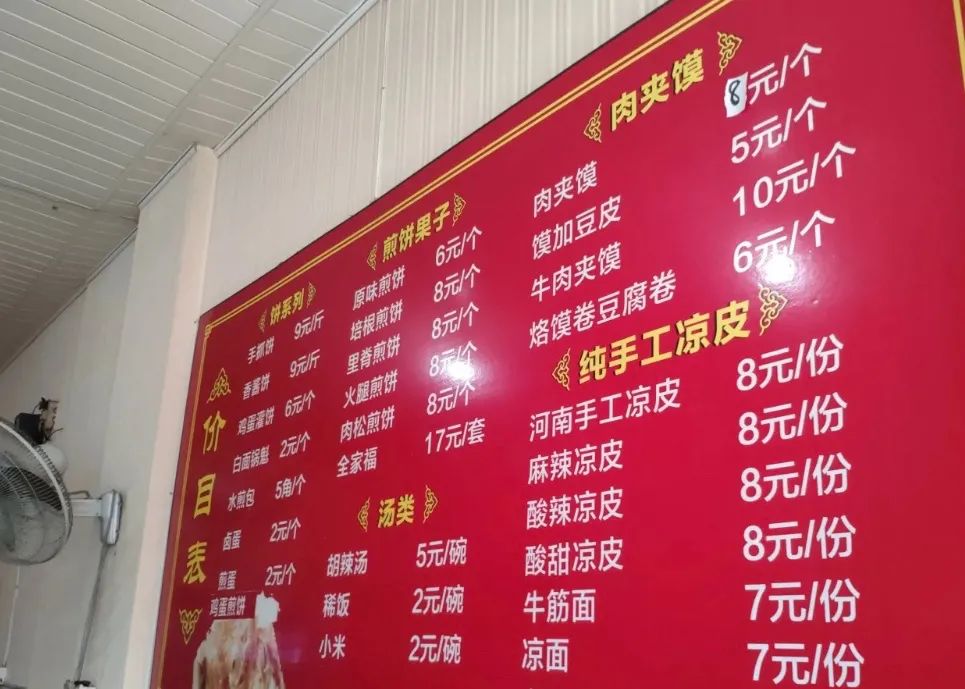 价目表
饼系列
手抓饼 9元/斤
香酱饼 9元/斤
鸡蛋灌饼 6元/个
白面锅魁 2元/个
水煎包 5角/个
卤蛋 2元/个
煎蛋 2元/个
鸡蛋煎饼
煎饼果子
原味煎饼 6元/个
培根煎饼 8元/个
里脊煎饼 8元/个
火腿煎饼 8元/个
肉松煎饼 8元/个
全家福 17元/套
汤类
胡辣汤 5元/碗
稀饭 2元/碗
小米 2元/碗
肉夹馍
肉夹馍 8元/个
馍加豆皮 5元/个
牛肉夹馍 10元/个
烙馍卷豆腐卷 6元/个
纯手工凉皮
河南手工凉皮 8元/份
麻辣凉皮 8元/份
酸辣凉皮 8元/份
酸甜凉皮 8元/份
牛筋面 7元/份
凉面 7元/份